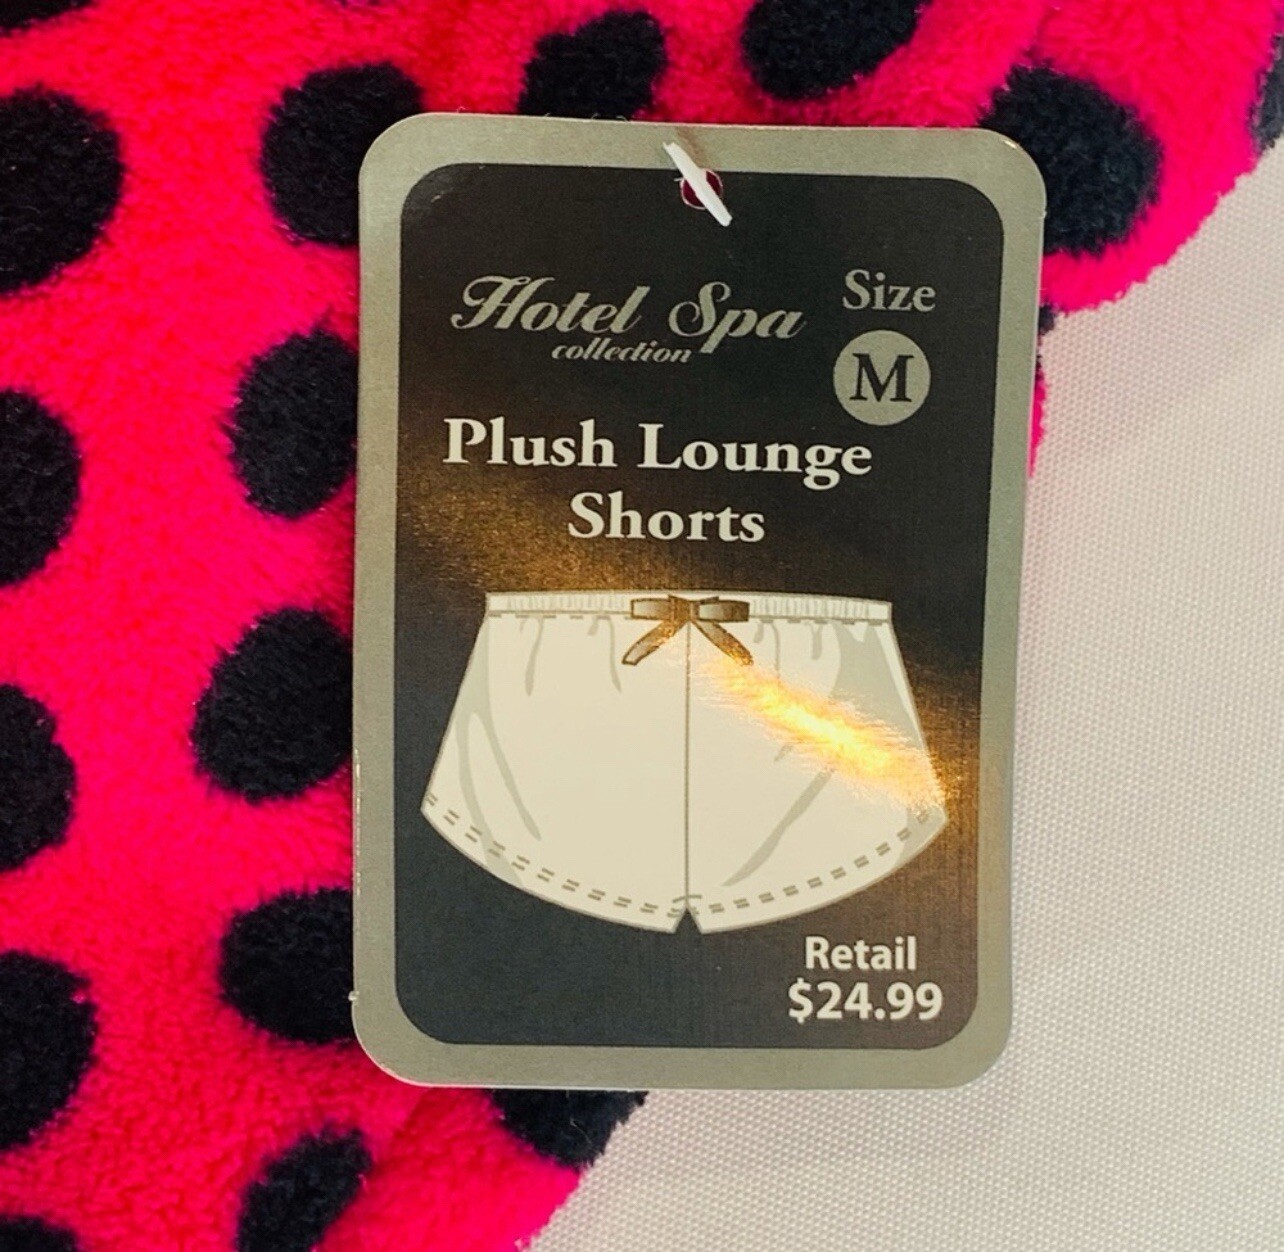 Hotel Spa
collection
Size
M
Plush Lounge
Shorts
Retail
$24.99